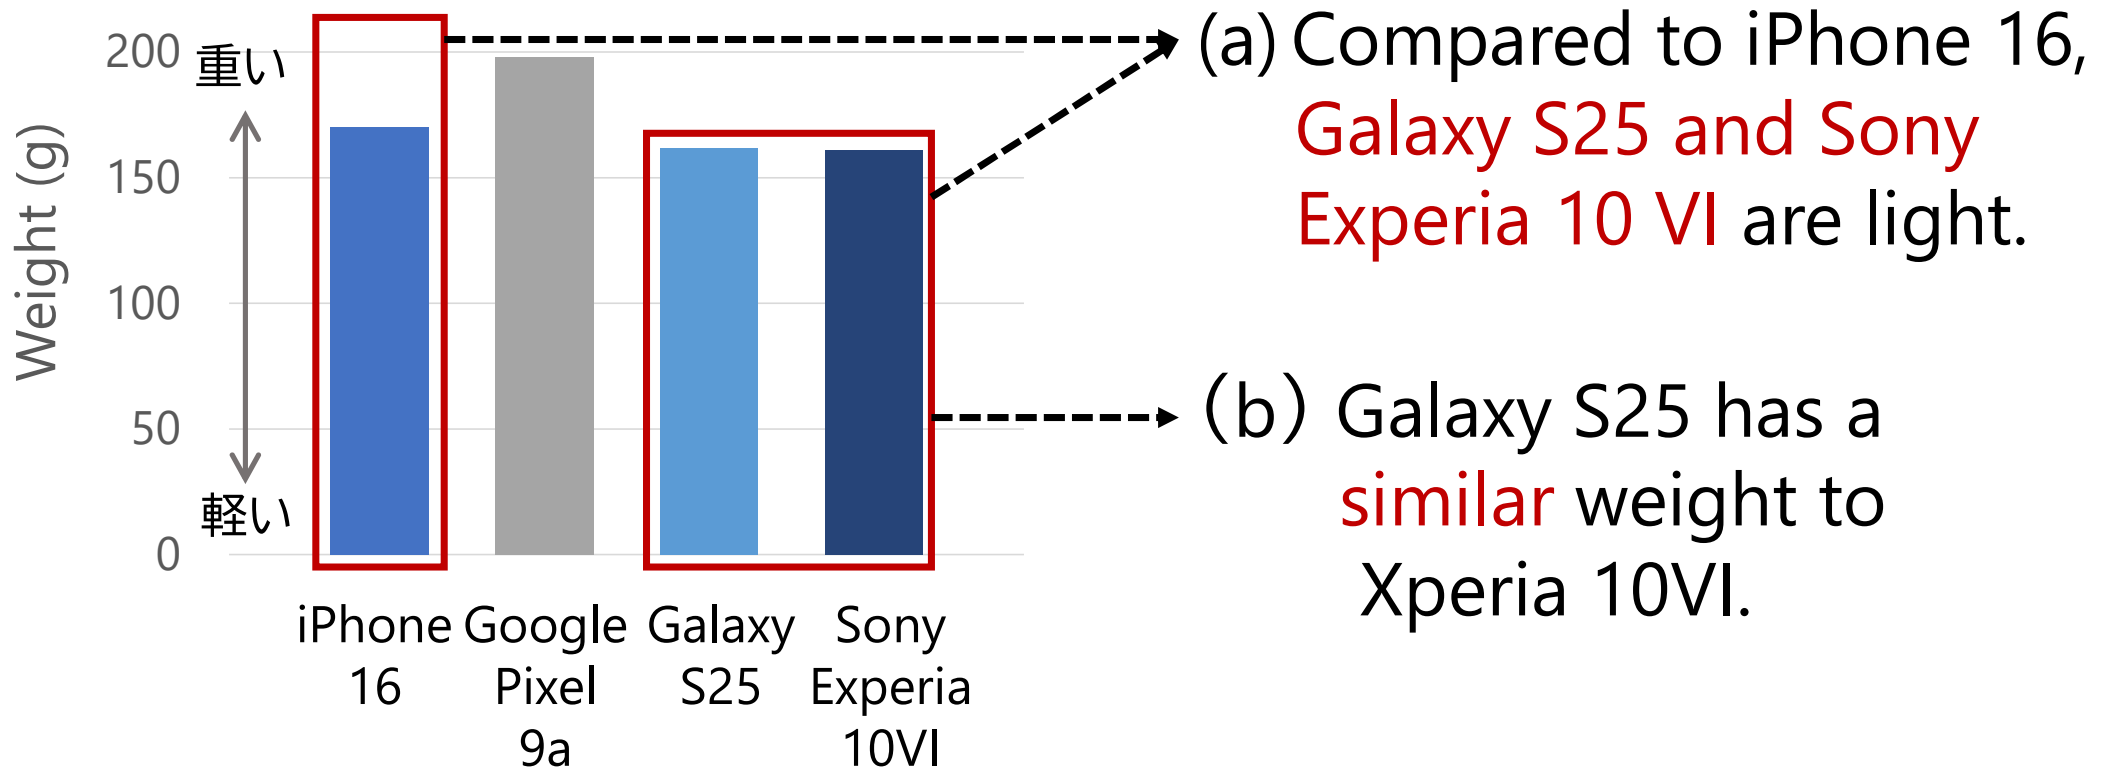 200
重い
150
100
50
0
軽い
Weight (g)
iPhone
16
Google
Pixel
9a
Galaxy
S25
Sony
Experia
10VI
(a) Compared to iPhone 16,
Galaxy S25 and Sony
Experia 10 VI are light.
（b）Galaxy S25 has a
similar weight to
Xperia 10VI.